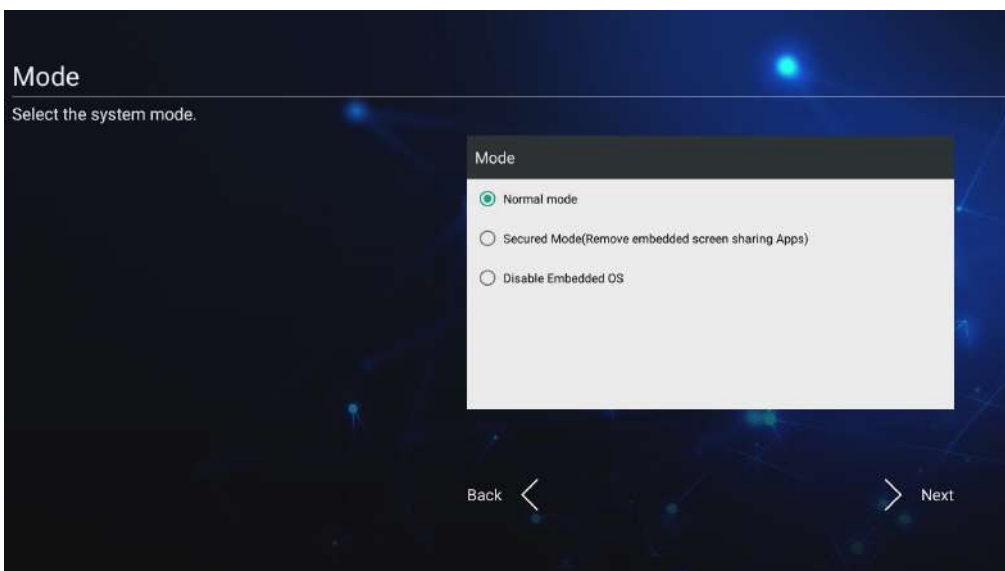 Mode
Select the system mode.
Mode
Normal mode
Secured Mode(Remove embedded screen sharing Apps)
Disable Embedded OS
Back
Next